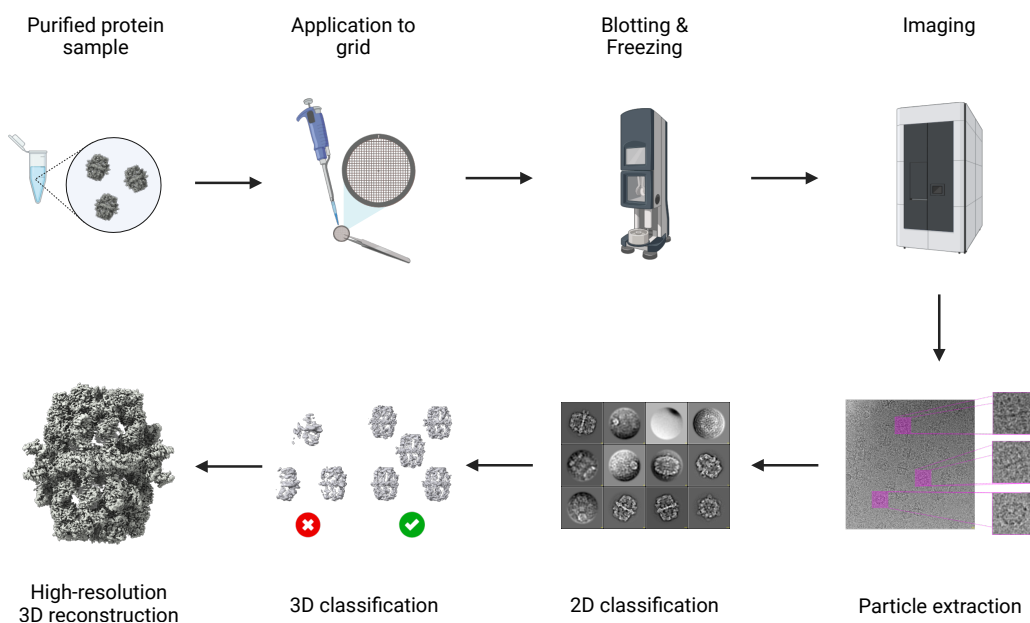 Purified protein
sample
Application to
grid
Blotting &
Freezing
Imaging
High-resolution
3D reconstruction
3D classification
2D classification
Particle extraction